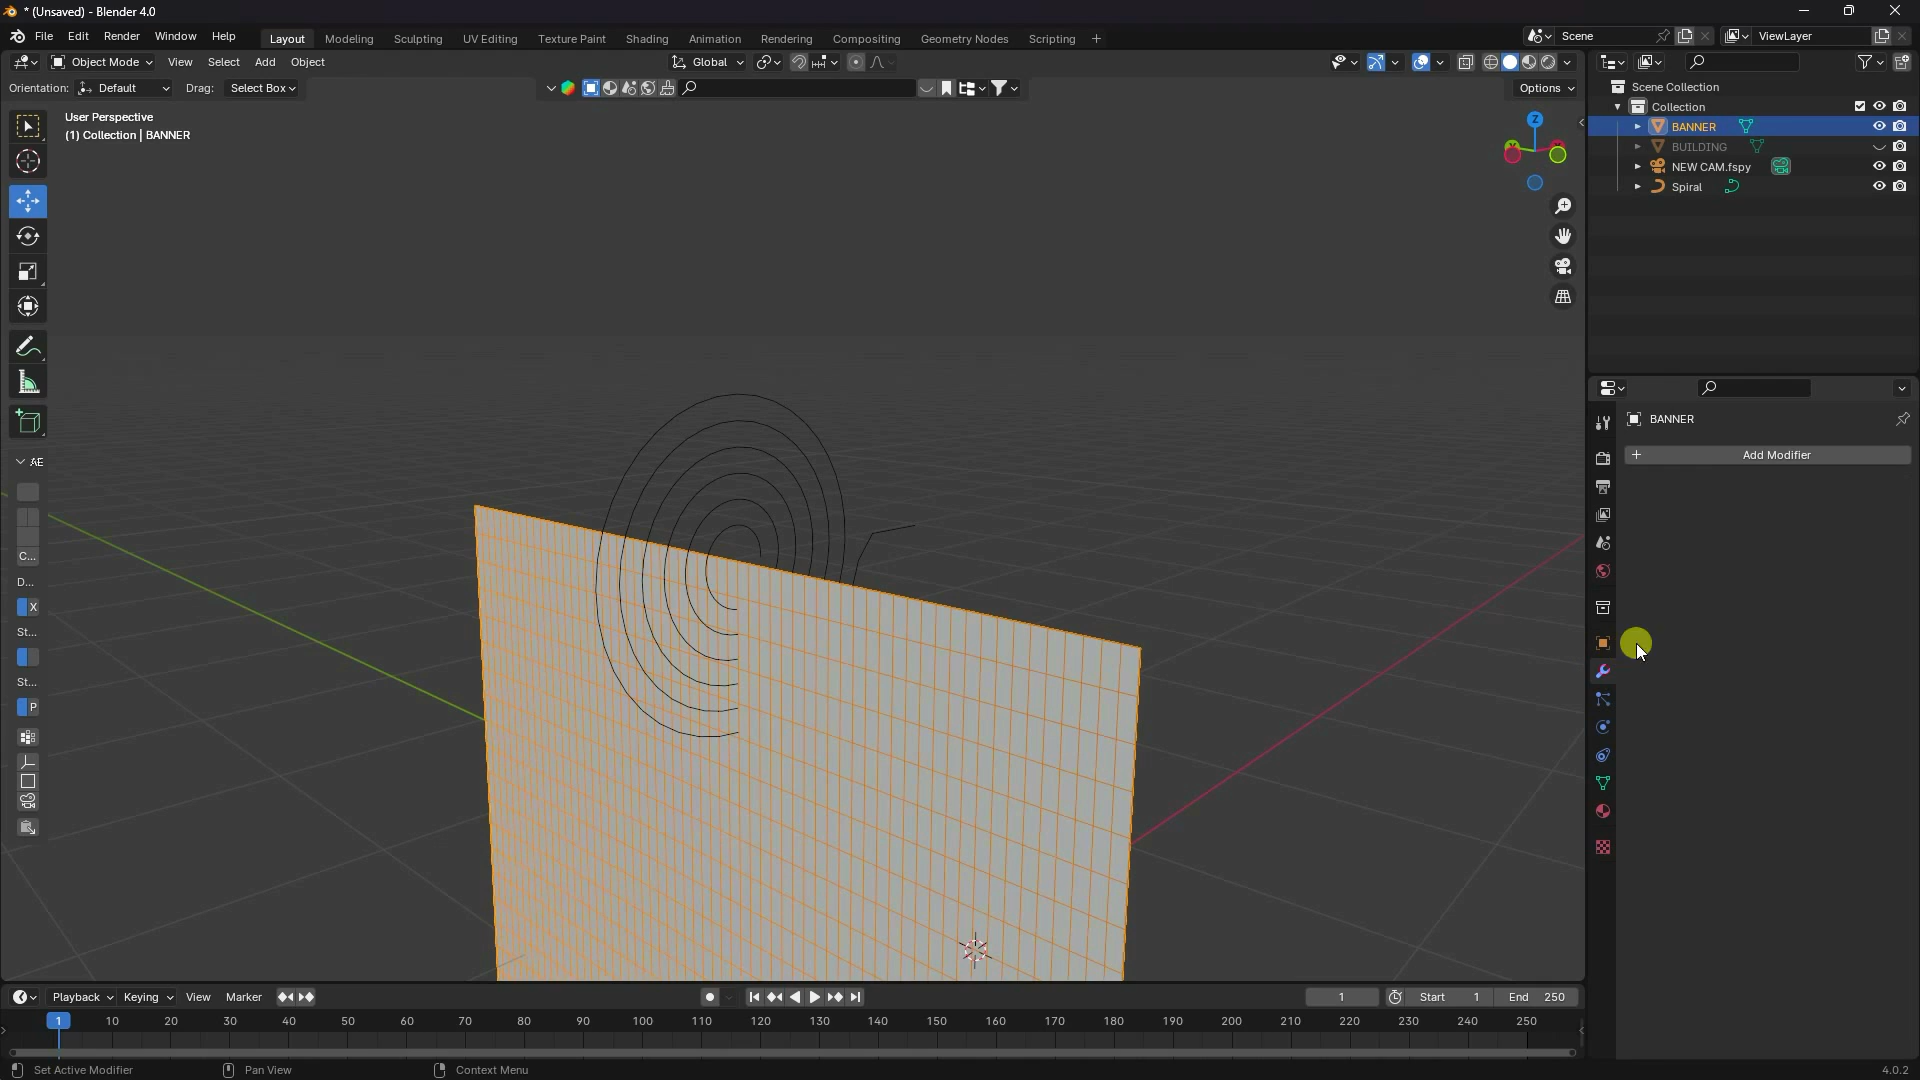 * (Unsaved) - Blender 4.0
File Edit Render Window Help
Layout Modeling Sculpting UV Editing Texture Paint Shading Animation Rendering Compositing Geometry Nodes Scripting +
Scene
ViewLayer
Object Mode View Select Add Object
Global
Orientation: Default Drag: Select Box
Options
User Perspective
(1) Collection | BANNER
Z
Scene Collection
Collection
BANNER
BUILDING
NEW CAM.fspy
Spiral
BANNER
+ Add Modifier
AE
C...
D...
X
St...
St...
P
Playback Keying View Marker
1
Start 1
End 250
1 10 20 30 40 50 60 70 80 90 100 110 120 130 140 150 160 170 180 190 200 210 220 230 240 250
Set Active Modifier
Pan View
Context Menu
4.0.2